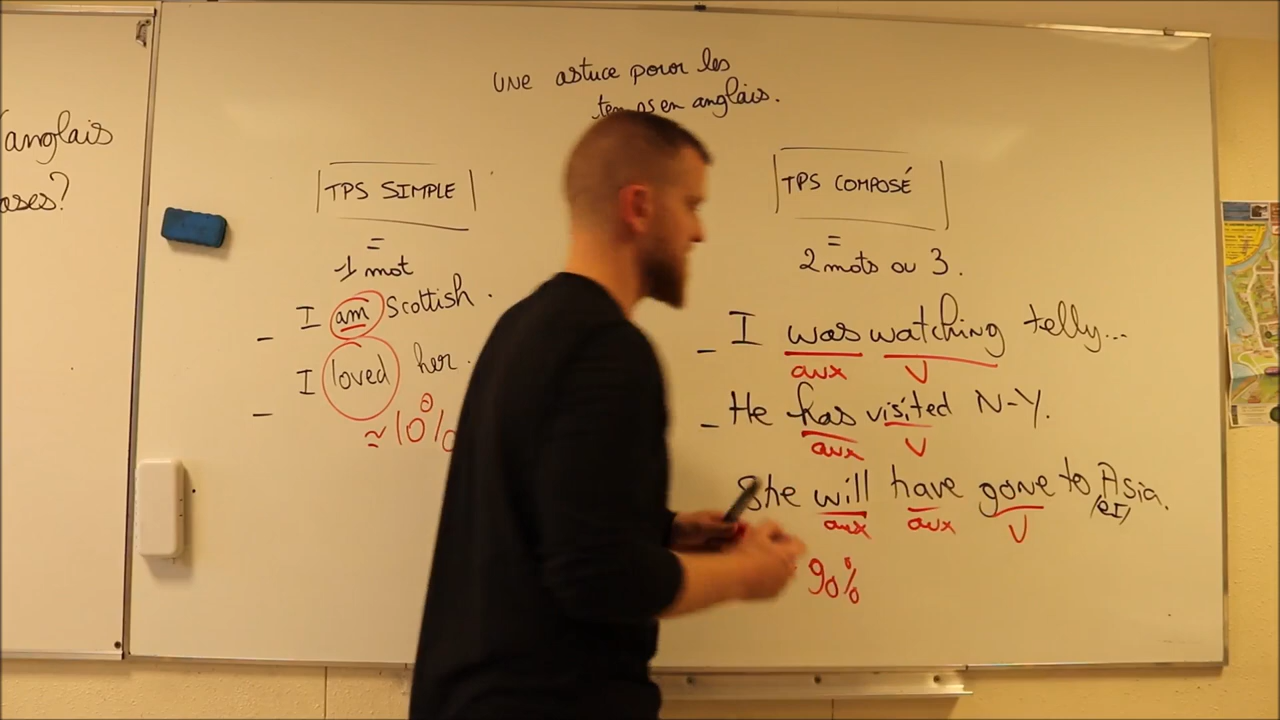 anglais
oses?
une astuce pour les
temps en anglais.
TPS SIMPLE
=
1 mot
- I am Scottish.
- I loved her.
≈ 10%
TPS COMPOSÉ
=
2 mots ou 3.
- I was watching telly...
aux V
- He has visited N-Y.
aux V
She will have gone to Asia.
/eI/
aux aux V
90%